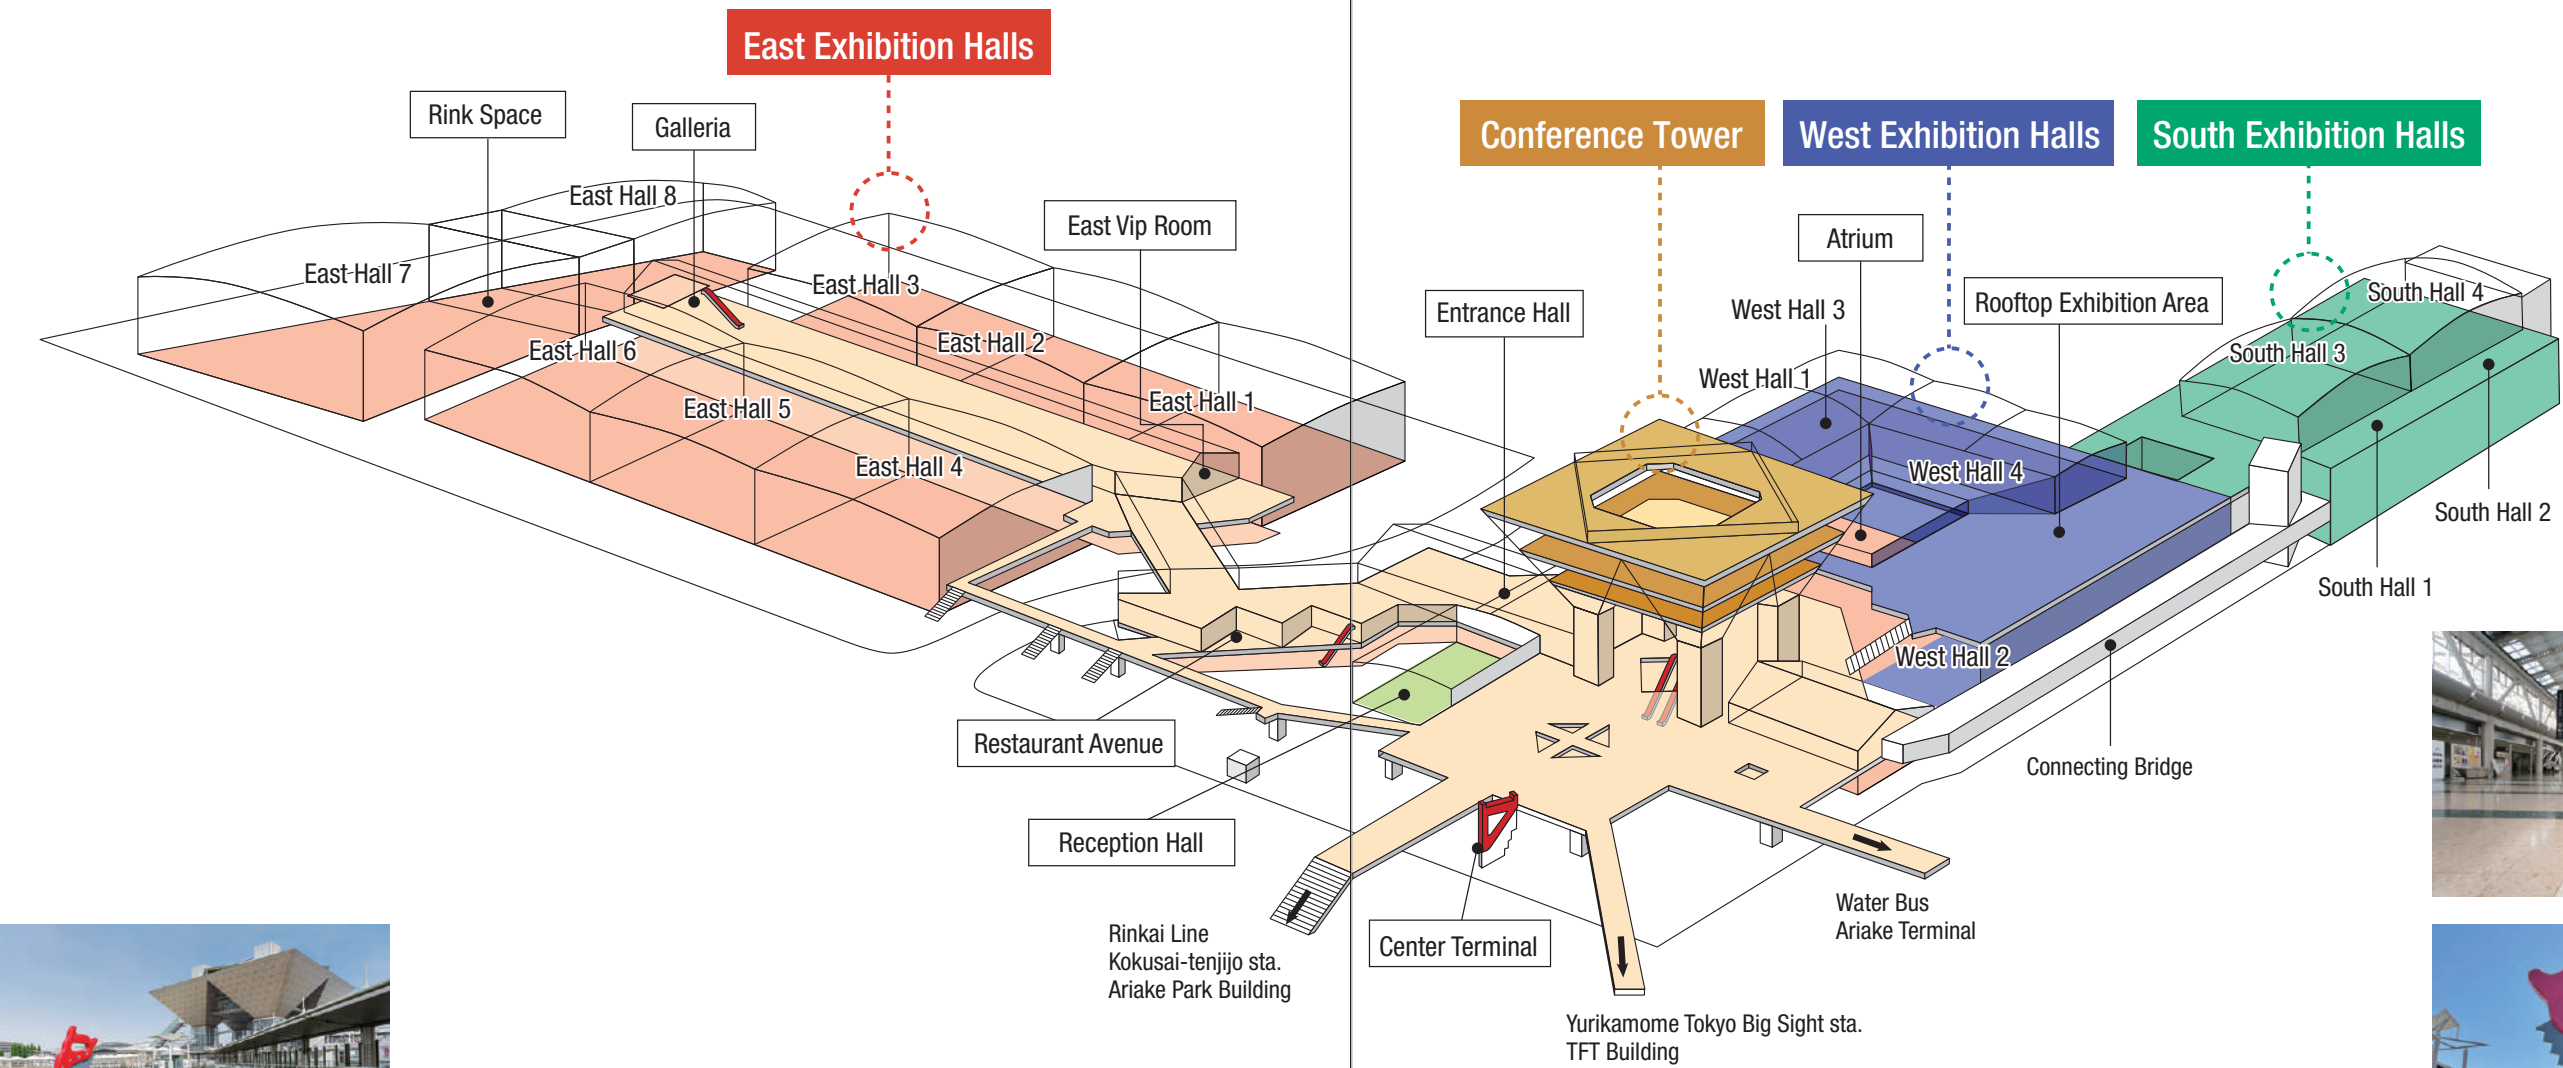 East Exhibition Halls
Rink Space
Galleria
East Hall 8
East Hall 7
East Vip Room
East Hall 3
East Hall 2
East Hall 6
East Hall 1
East Hall 5
East Hall 4
Conference Tower
West Exhibition Halls
South Exhibition Halls
Atrium
Entrance Hall
West Hall 3
Rooftop Exhibition Area
South Hall 4
South Hall 3
West Hall 1
West Hall 4
South Hall 2
South Hall 1
West Hall 2
Restaurant Avenue
Connecting Bridge
Reception Hall
Center Terminal
Water Bus
Ariake Terminal
Rinkai Line
Kokusai-tenjijo sta.
Ariake Park Building
Yurikamome Tokyo Big Sight sta.
TFT Building